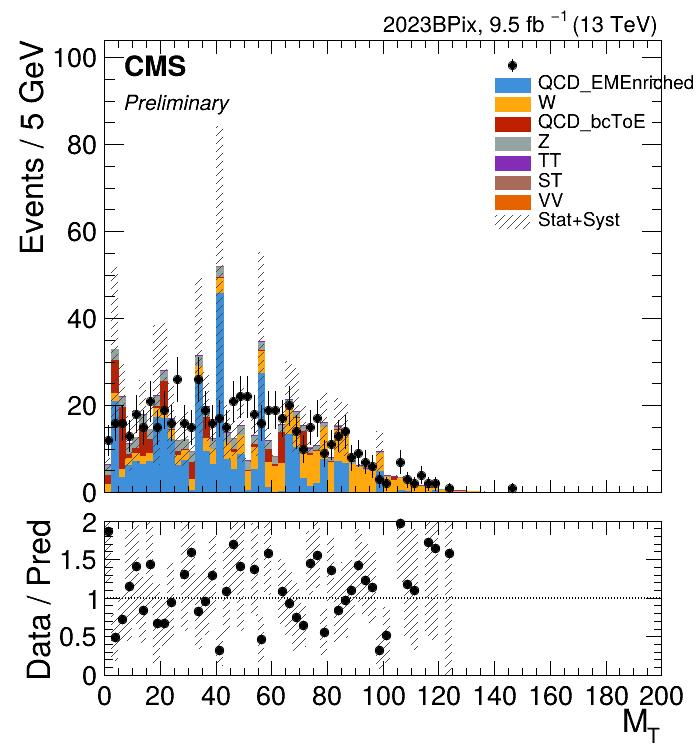 2023BPix, 9.5 fb⁻¹ (13 TeV)
Events / 5 GeV
100
80
60
40
20
0
CMS
Preliminary
QCD_EMEnriched
W
QCD_bcToE
Z
TT
ST
VV
Stat+Syst
Data / Pred
2
1.5
1
0.5
0
0 20 40 60 80 100 120 140 160 180 200
M_T